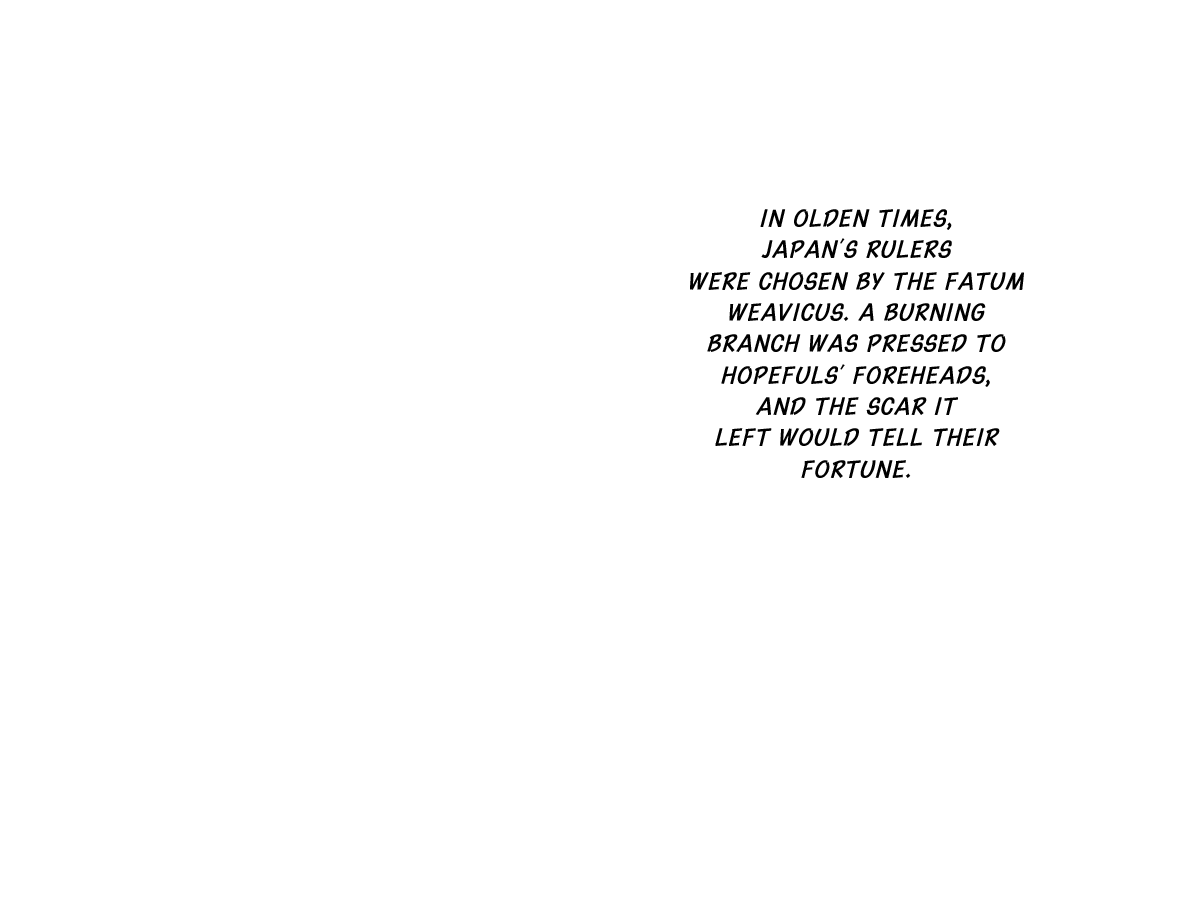 IN OLDEN TIMES,
JAPAN'S RULERS
WERE CHOSEN BY THE FATUM
WEAVICUS. A BURNING
BRANCH WAS PRESSED TO
HOPEFULS' FOREHEADS,
AND THE SCAR IT
LEFT WOULD TELL THEIR
FORTUNE.